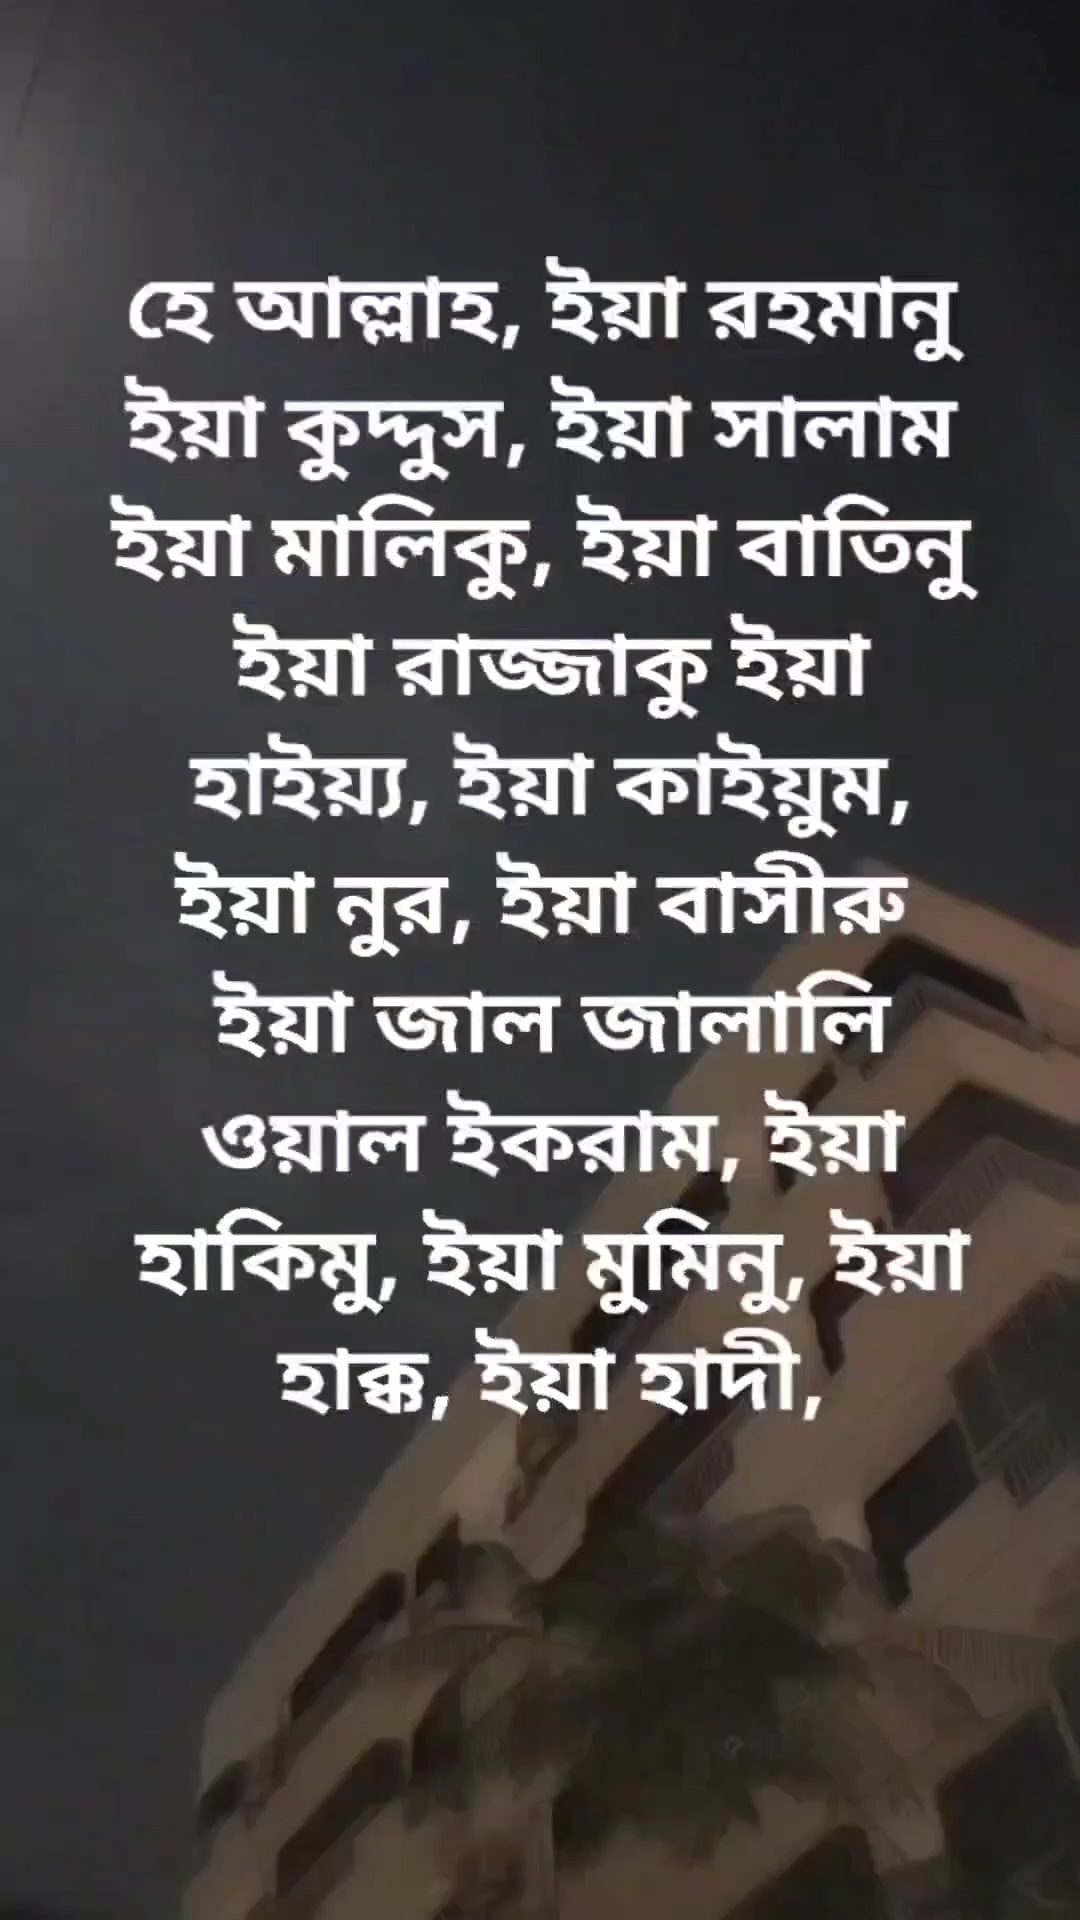 হে আল্লাহ, ইয়া রহমানু
ইয়া কুদ্দুস, ইয়া সালাম
ইয়া মালিকু, ইয়া বাতিনু
ইয়া রাজ্জাকু ইয়া
হাইয়্য, ইয়া কাইয়ুম,
ইয়া নুর, ইয়া বাসীরু
ইয়া জাল জালালি
ওয়াল ইকরাম, ইয়া
হাকিমু, ইয়া মুমিনু, ইয়া
হাক্ক, ইয়া হাদী,